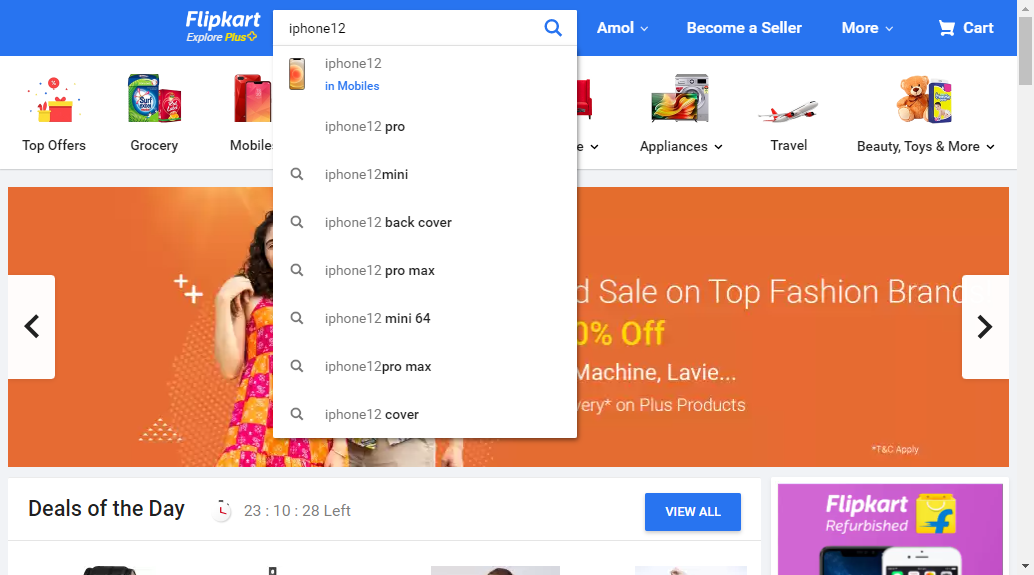 Flipkart
Explore Plus
iphone12
Amol
Become a Seller
More
Cart
iphone12
in Mobiles
iphone12 pro
iphone12mini
iphone12 back cover
iphone12 pro max
iphone12 mini 64
iphone12pro max
iphone12 cover
Top Offers
Grocery
Appliances
Travel
Beauty, Toys & More
Sale on Top Fashion
0% Off
Machine, Lavie...
on Plus Products
*T&C Apply
Deals of the Day
23 : 10 : 28 Left
VIEW ALL
Flipkart
Refurbished